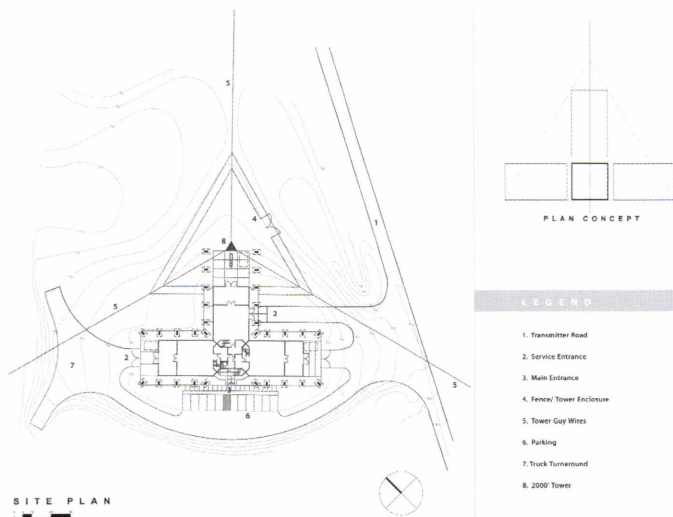 5
4
1
8
2
5
2
7
3
6
5
SITE PLAN
PLAN CONCEPT
LEGEND
1. Transmitter Road
2. Service Entrance
3. Main Entrance
4. Fence/ Tower Enclosure
5. Tower Guy Wires
6. Parking
7. Truck Turnaround
8. 2000' Tower